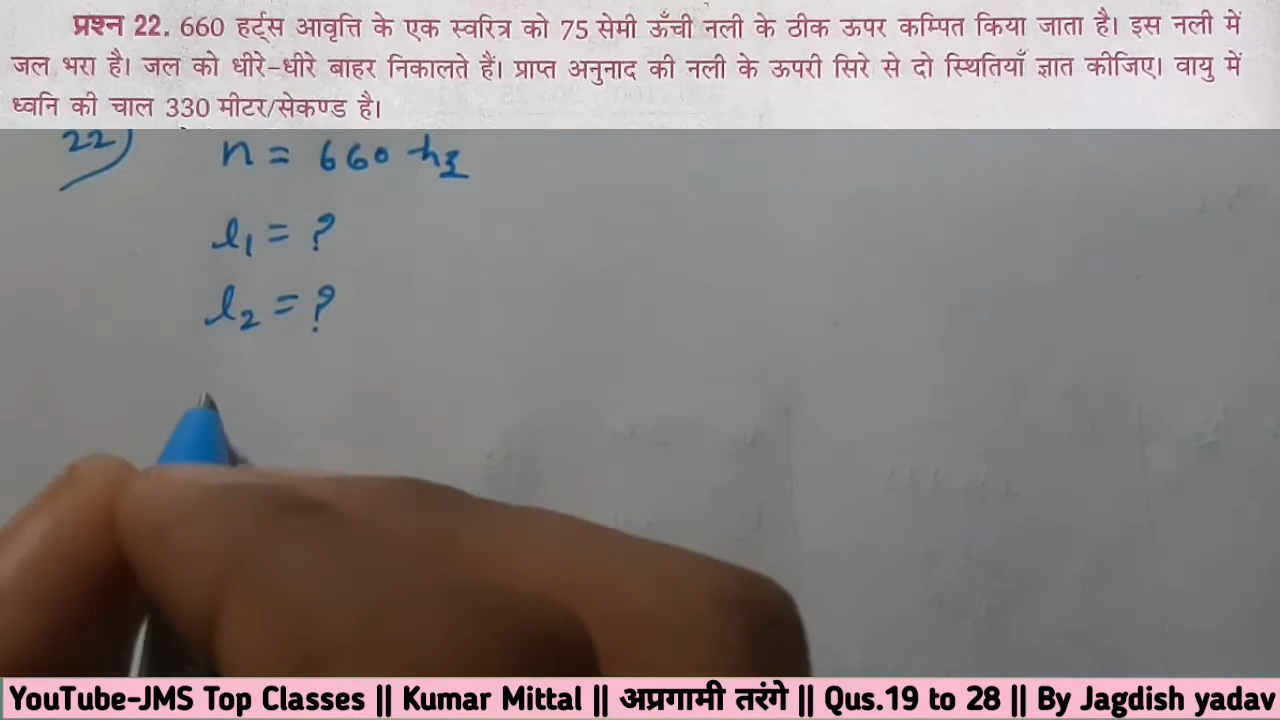 प्रश्न 22. 660 हर्ट्स आवृत्ति के एक स्वरित्र को 75 सेमी ऊँची नली के ठीक ऊपर कम्पित किया जाता है। इस नली में
जल भरा है। जल को धीरे-धीरे बाहर निकालते हैं। प्राप्त अनुनाद की नली के ऊपरी सिरे से दो स्थितियाँ ज्ञात कीजिए। वायु में
ध्वनि की चाल 330 मीटर/सेकण्ड है।
22)
n = 660 hz
l1 = ?
l2 = ?
YouTube-JMS Top Classes || Kumar Mittal || अप्रगामी तरंगे || Qus.19 to 28 || By Jagdish yadav